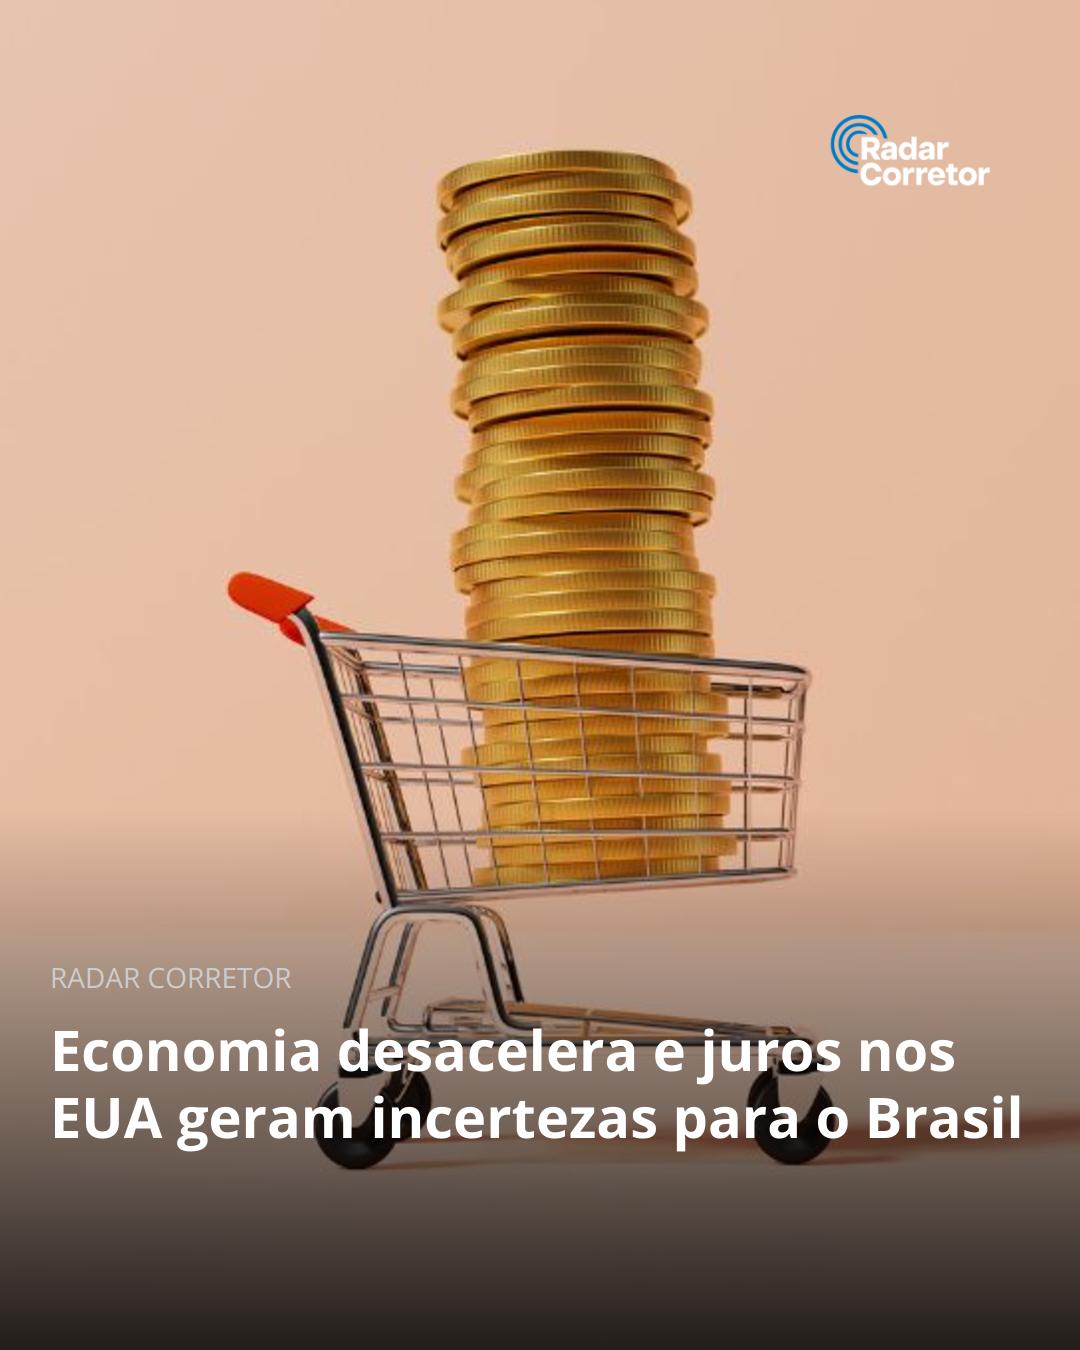 Radar
Corretor
RADAR CORRETOR
Economia desacelera e juros nos
EUA geram incertezas para o Brasil